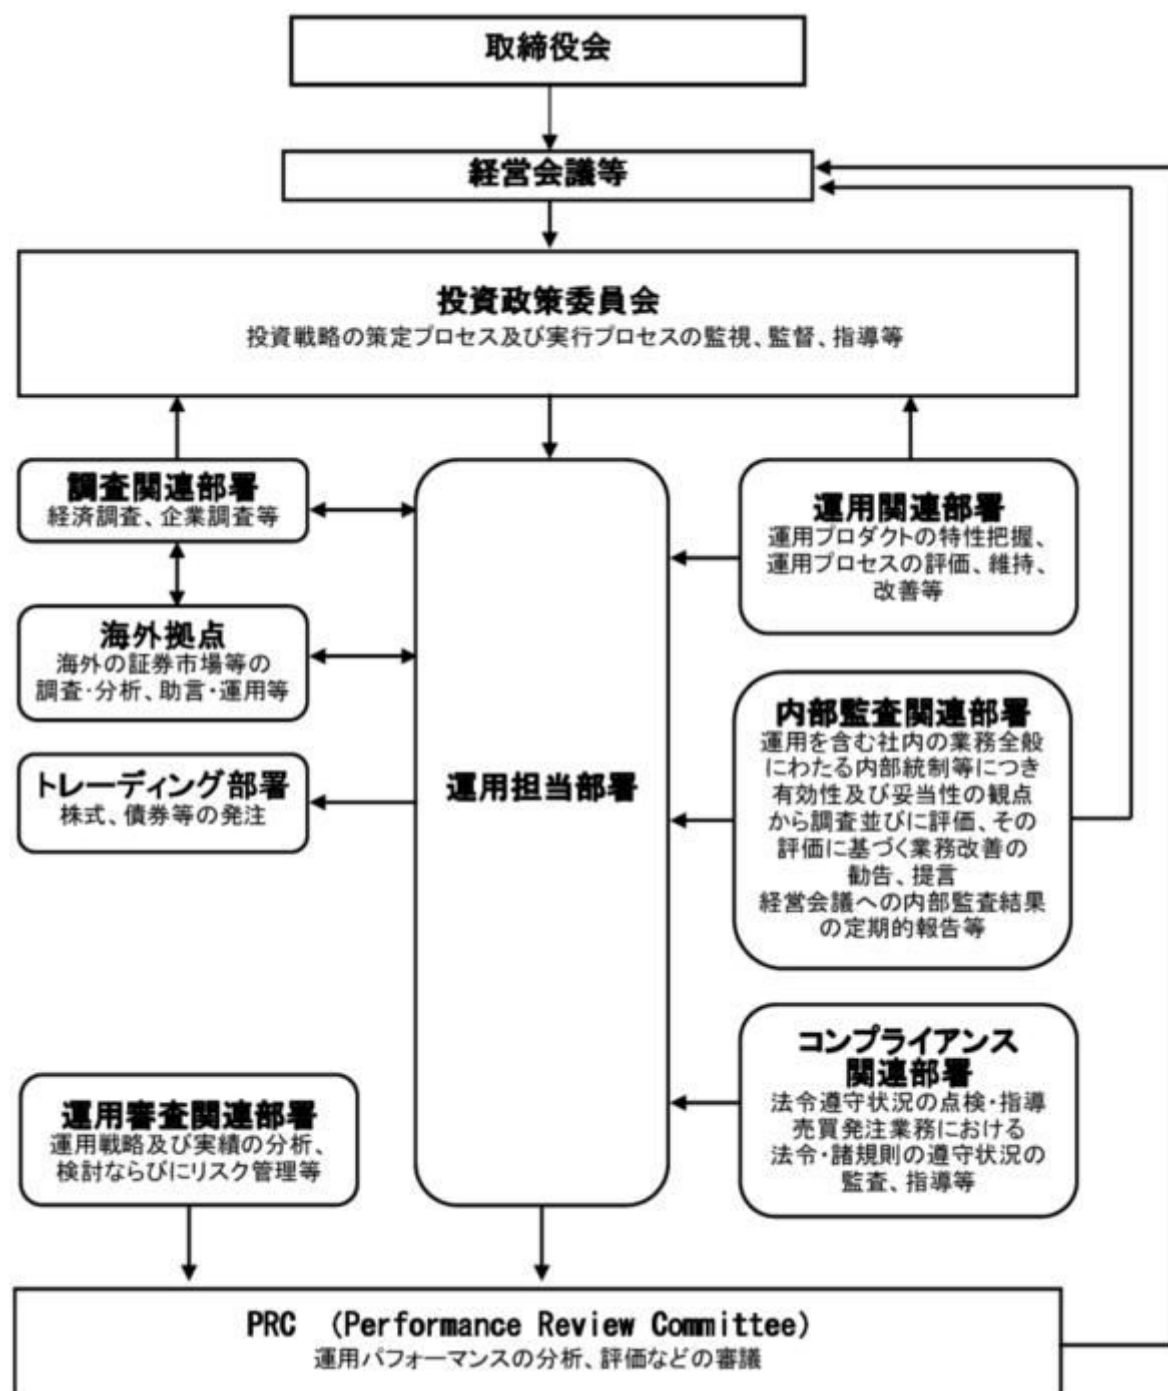 取締役会
経営会議等
投資政策委員会
投資戦略の策定プロセス及び実行プロセスの監視、監督、指導等
調査関連部署
経済調査、企業調査等
海外拠点
海外の証券市場等の
調査・分析、助言・運用等
トレーディング部署
株式、債券等の発注
運用担当部署
運用関連部署
運用プロダクトの特性把握、
運用プロセスの評価、維持、
改善等
内部監査関連部署
運用を含む社内の業務全般
にわたる内部統制等につき
有効性及び妥当性の観点
から調査並びに評価、その
評価に基づく業務改善の
勧告、提言
経営会議への内部監査結果
の定期的報告等
コンプライアンス
関連部署
法令遵守状況の点検・指導
売買発注業務における
法令・諸規則の遵守状況の
監査、指導等
運用審査関連部署
運用戦略及び実績の分析、
検討ならびにリスク管理等
PRC （Performance Review Committee）
運用パフォーマンスの分析、評価などの審議